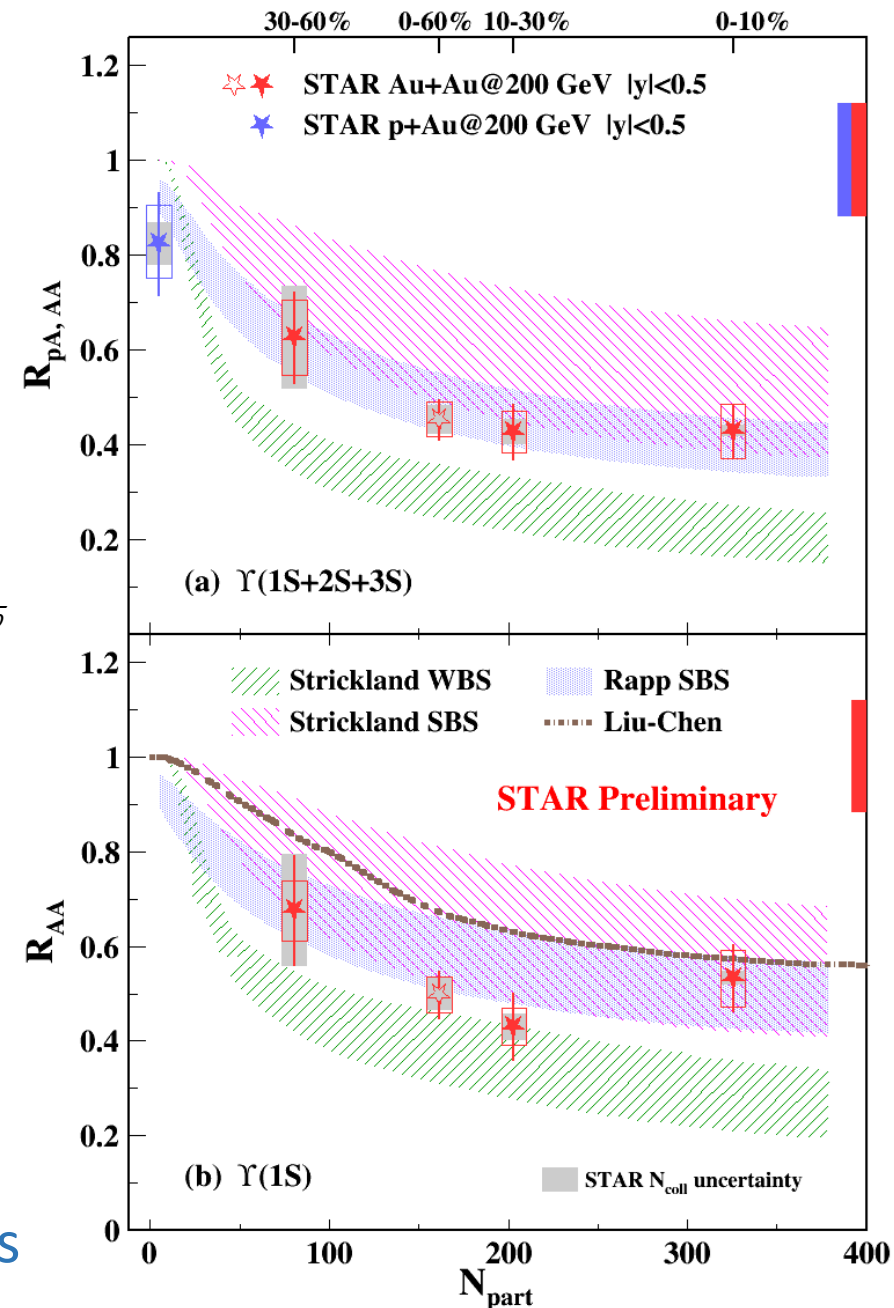 30-60% 0-60% 10-30% 0-10%
1.2
STAR Au+Au@200 GeV |y|<0.5
STAR p+Au@200 GeV |y|<0.5
1
0.8
0.6
0.4
0.2
R_pA, AA
(a) ϒ(1S+2S+3S)
1.2
Strickland WBS Rapp SBS
Strickland SBS Liu-Chen
1
STAR Preliminary
0.8
0.6
0.4
0.2
0
R_AA
(b) ϒ(1S)
STAR N_coll uncertainty
s
0 100 200 300 400
N_part